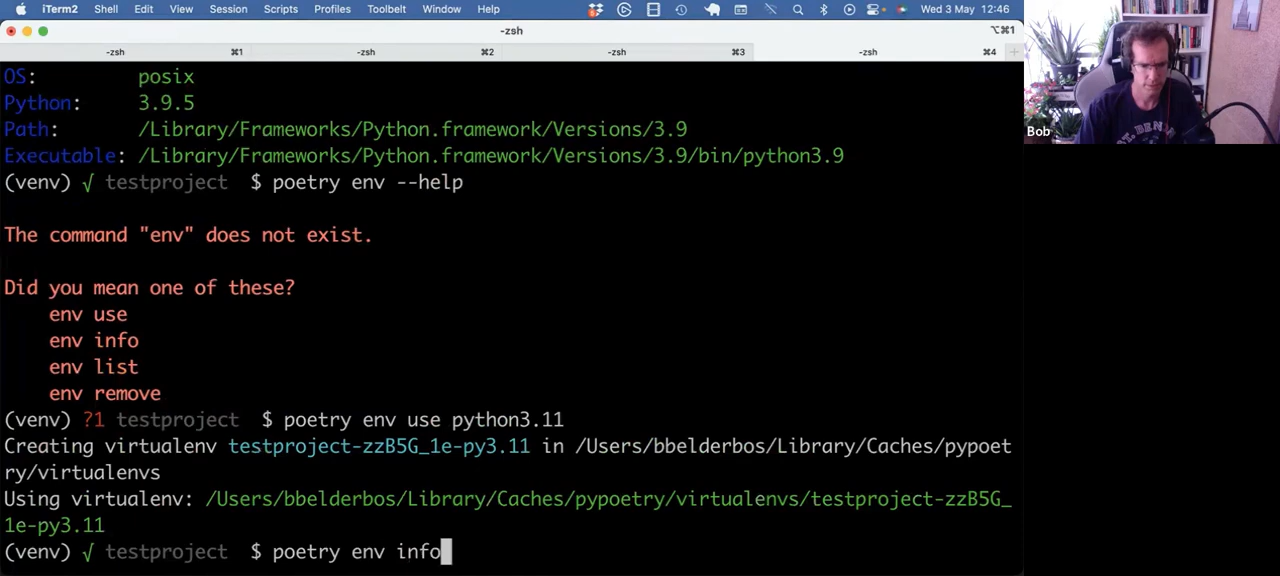 iTerm2 Shell Edit View Session Scripts Profiles Toolbelt Window Help Wed 3 May 12:46
-zsh ⌥⌘1
-zsh ⌘1 -zsh ⌘2 -zsh ⌘3 -zsh ⌘4 +
OS: posix
Python: 3.9.5
Path: /Library/Frameworks/Python.framework/Versions/3.9
Executable: /Library/Frameworks/Python.framework/Versions/3.9/bin/python3.9
(venv) √ testproject $ poetry env --help
The command "env" does not exist.
Did you mean one of these?
env use
env info
env list
env remove
(venv) ?1 testproject $ poetry env use python3.11
Creating virtualenv testproject-zzB5G_1e-py3.11 in /Users/bbelderbos/Library/Caches/pypoet
ry/virtualenvs
Using virtualenv: /Users/bbelderbos/Library/Caches/pypoetry/virtualenvs/testproject-zzB5G_
1e-py3.11
(venv) √ testproject $ poetry env info
Bob